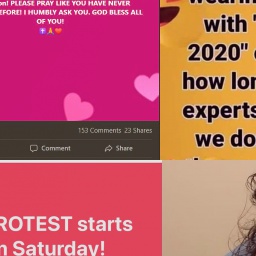 on! PLEASE PRAY LIKE YOU HAVE NEVER
BEFORE! I HUMBLY ASK YOU. GOD BLESS ALL
OF YOU!
153 Comments 23 Shares
Comment
Share
with "
2020"
how lon
experts
we do
ROTEST starts
m Saturday!